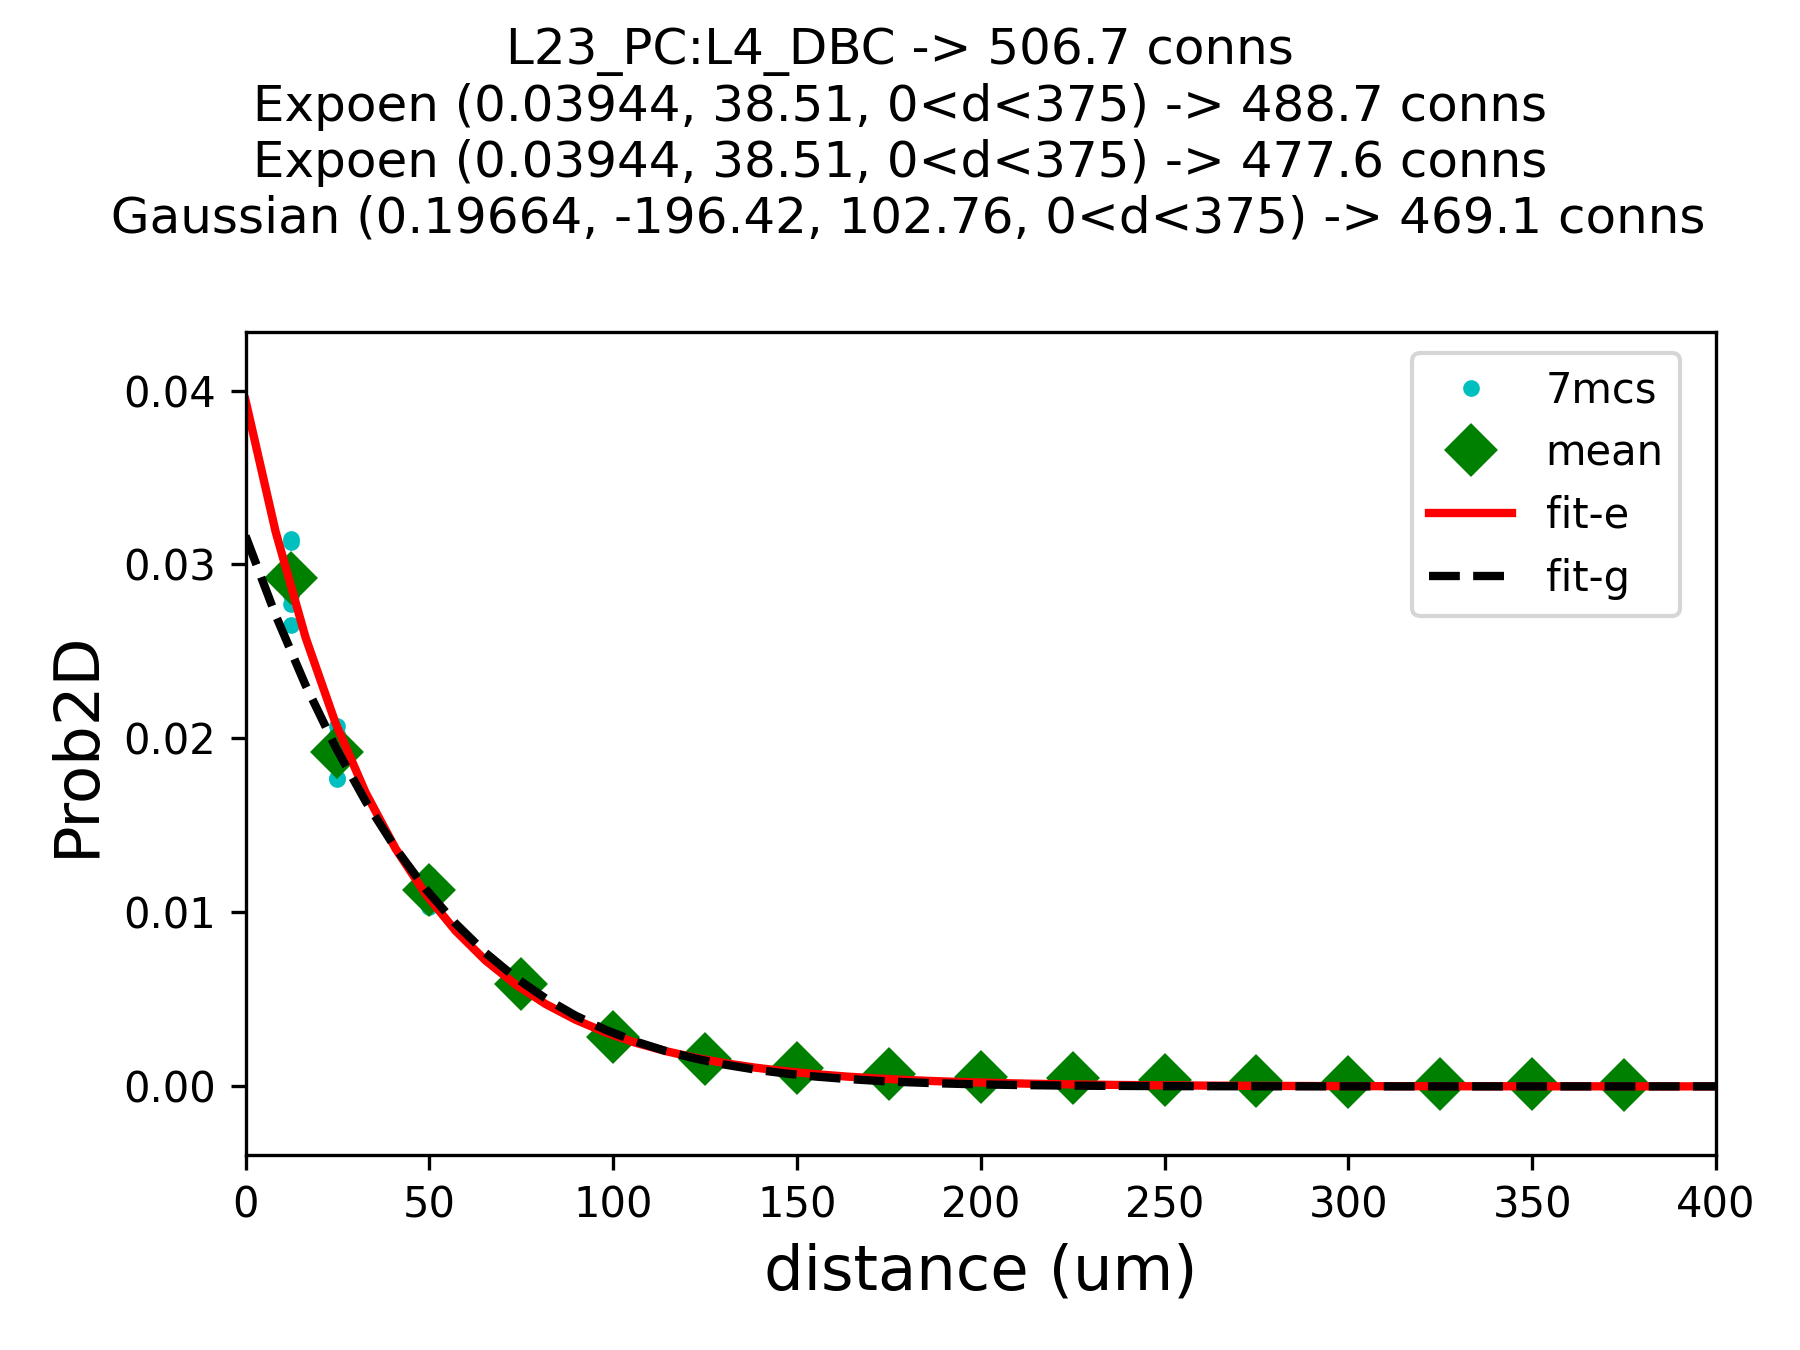 L23_PC:L4_DBC -> 506.7 conns
Expoen (0.03944, 38.51, 0<d<375) -> 488.7 conns
Expoen (0.03944, 38.51, 0<d<375) -> 477.6 conns
Gaussian (0.19664, -196.42, 102.76, 0<d<375) -> 469.1 conns
7mcs
mean
fit-e
fit-g
Prob2D
0.04
0.03
0.02
0.01
0.00
0 50 100 150 200 250 300 350 400
distance (um)